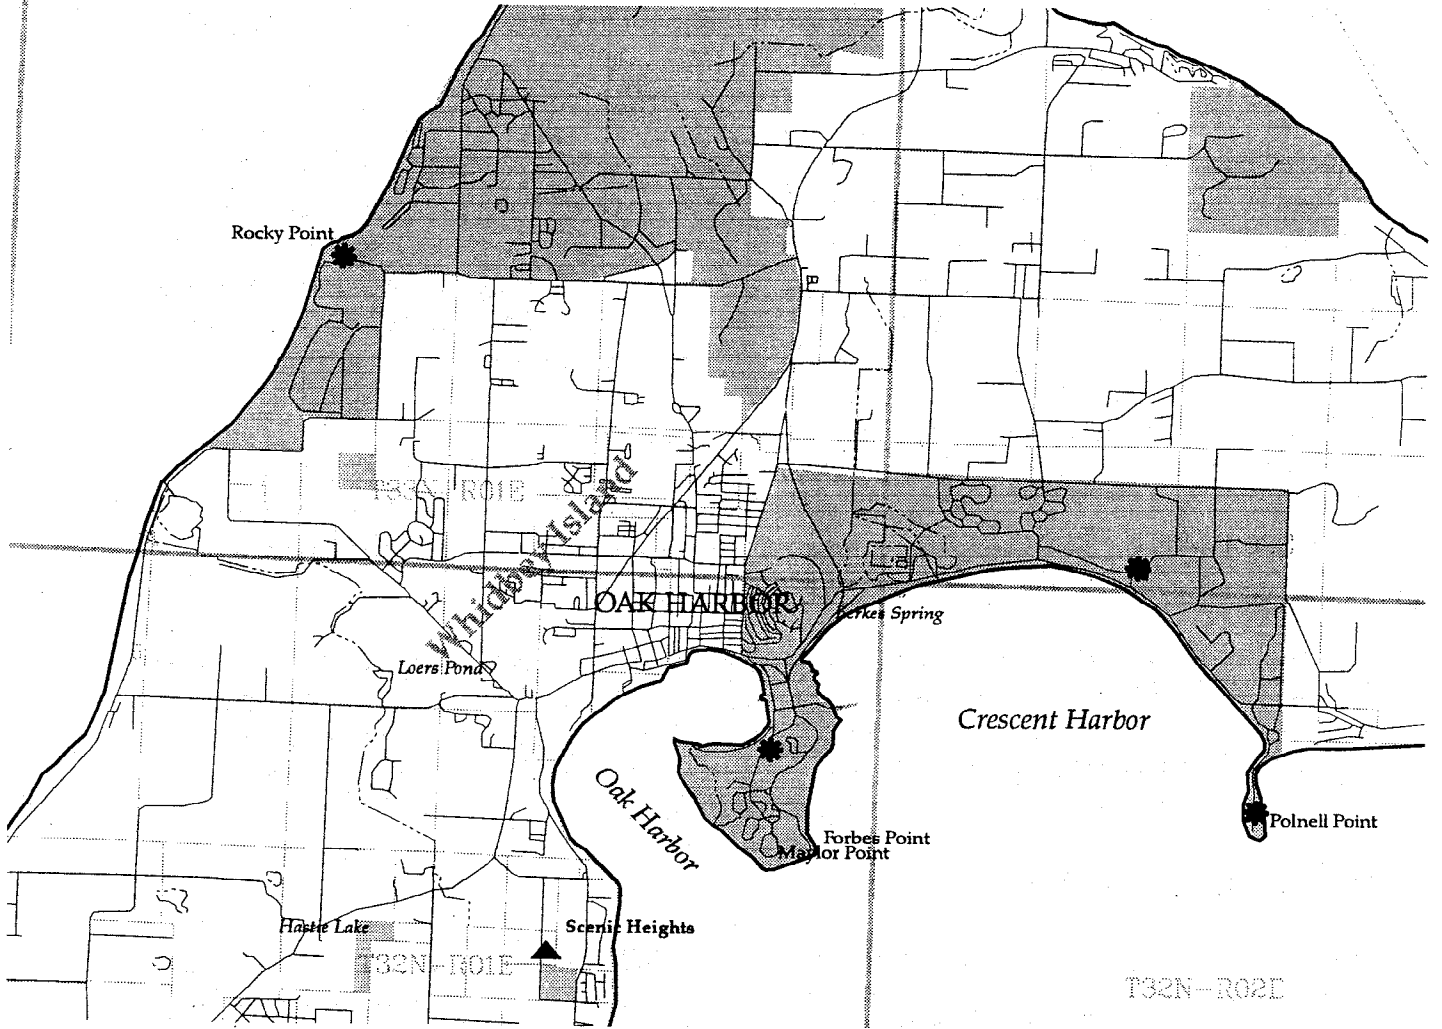 Rocky Point
T33N-R01E
Whidbey Island
OAK HARBOR
Spring
Loers Pond
Crescent Harbor
Oak Harbor
Polnell Point
Forbes Point
Maylor Point
Hastie Lake
Scenic Heights
T32N-R01E
T32N-R02E